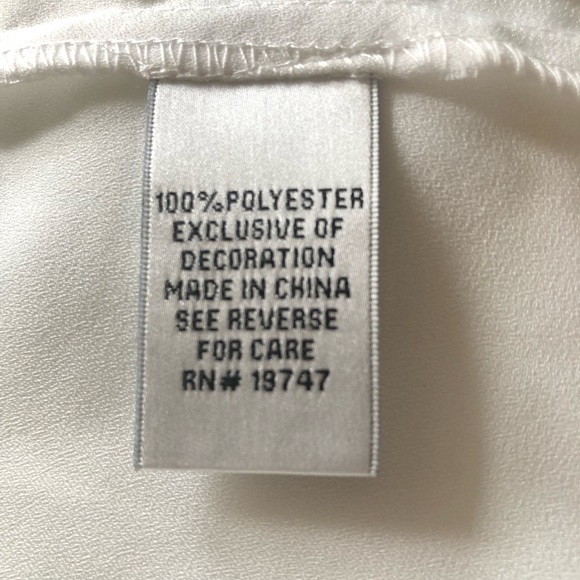 100%POLYESTER
EXCLUSIVE OF
DECORATION
MADE IN CHINA
SEE REVERSE
FOR CARE
RN# 19747